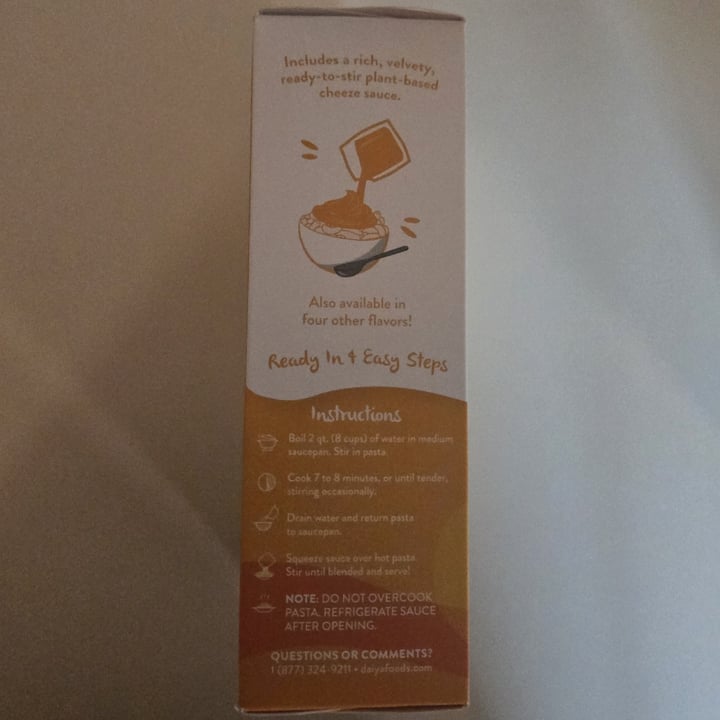 Includes a rich, velvety,
ready-to-stir plant-based
cheeze sauce.
Also available in
four other flavors!
Ready In 4 Easy Steps
Instructions
Boil 2 qt. (8 cups) of water in medium
saucepan. Stir in pasta.
Cook 7 to 8 minutes, or until tender,
stirring occasionally.
Drain water and return pasta
to saucepan.
Squeeze sauce over hot pasta.
Stir until blended and serve!
NOTE: DO NOT OVERCOOK
PASTA. REFRIGERATE SAUCE
AFTER OPENING.
QUESTIONS OR COMMENTS?
1 (877) 324-9211 • daiyafoods.com